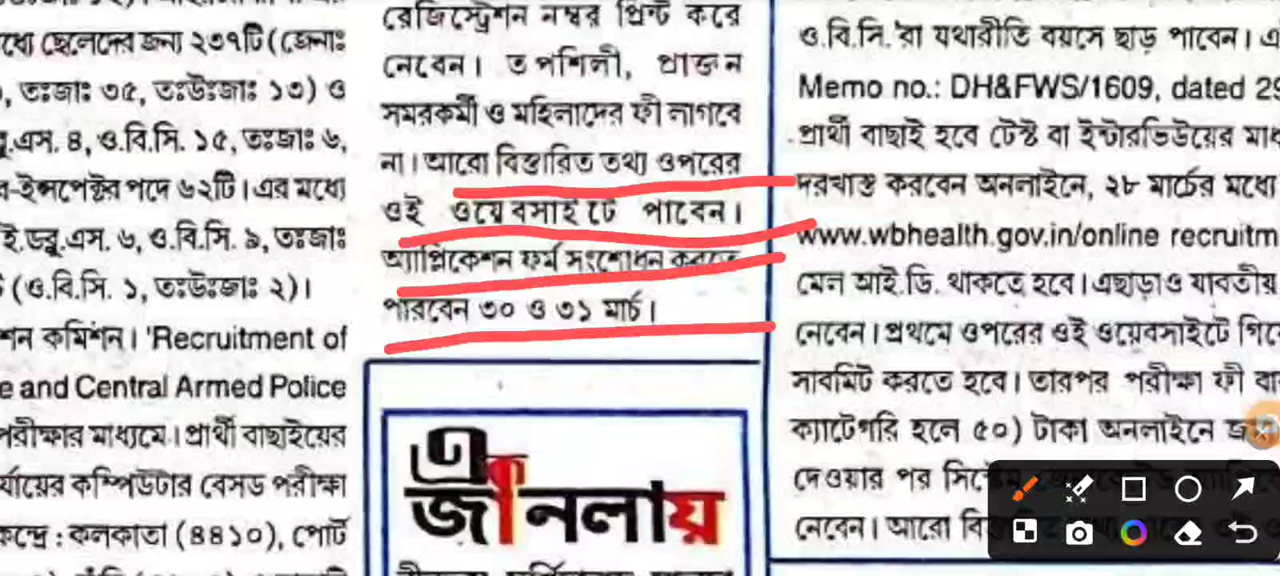 ধ্যে ছেলেদের জন্য ২৩৭টি (জেনাঃ
, তঃজাঃ ৩৫, তঃউঃজাঃ ১৩) ও
.এস. ৪, ও.বি.সি. ১৫, তঃজাঃ ৬,
ব-ইন্সপেক্টর পদে ৬২টি। এর মধ্যে
ই.ডব্লু.এস. ৬, ও.বি.সি. ৯, তঃজাঃ
(ও.বি.সি. ১, তঃউঃজাঃ ২)।
শন কমিশন। 'Recruitment of
e and Central Armed Police
পরীক্ষার মাধ্যমে। প্রার্থী বাছাইয়ের
র্যায়ের কম্পিউটার বেসড পরীক্ষা
কেন্দ্রে : কলকাতা (৪৪১০), পোর্ট
রেজিস্ট্রেশন নম্বর প্রিন্ট করে
নেবেন। তপশিলী, প্রাক্তন
সমরকর্মী ও মহিলাদের ফী লাগবে
না। আরো বিস্তারিত তথ্য ওপরের
ওই ওয়েবসাইটে পাবেন।
অ্যাপ্লিকেশন ফর্ম সংশোধন করতে
পারবেন ৩০ ও ৩১ মার্চ।
এক
জানলায়
ও.বি.সি.'রা যথারীতি বয়সে ছাড় পাবেন। এ
Memo no.: DH&FWS/1609, dated 29
প্রার্থী বাছাই হবে টেস্ট বা ইন্টারভিউয়ের মাধ
দরখাস্ত করবেন অনলাইনে, ২৮ মার্চের মধ্যে
www.wbhealth.gov.in/online recruitm
মেল আই.ডি. থাকতে হবে। এছাড়াও যাবতীয়
নেবেন। প্রথমে ওপরের ওই ওয়েবসাইটে গিয়ে
সাবমিট করতে হবে। তারপর পরীক্ষা ফী বা
ক্যাটেগরি হলে ৫০) টাকা অনলাইনে জ
দেওয়ার পর
নেবেন। আরো